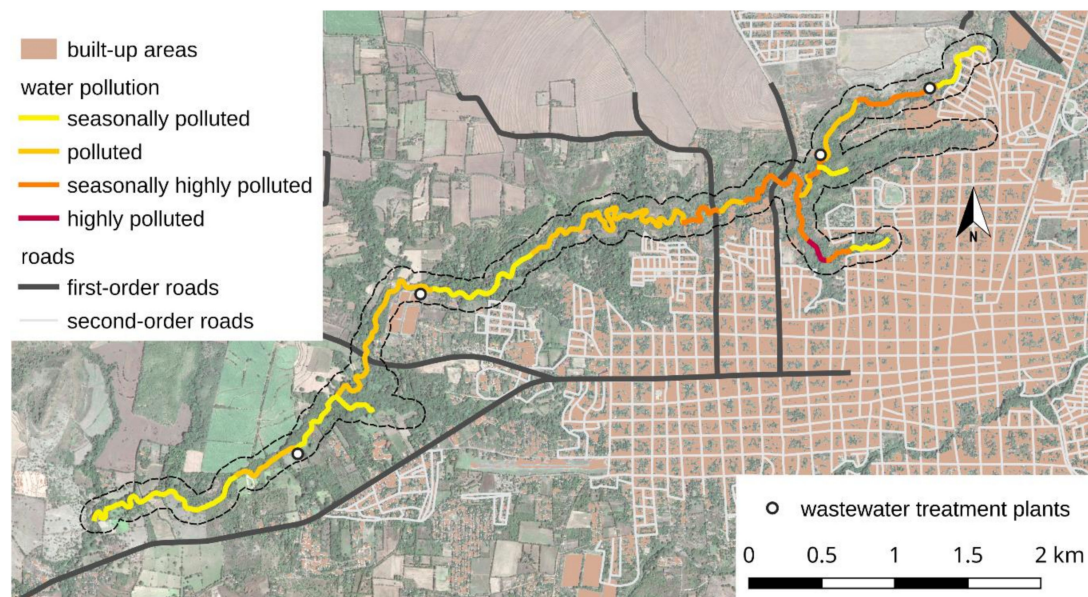 built-up areas
water pollution
seasonally polluted
polluted
seasonally highly polluted
highly polluted
roads
first-order roads
second-order roads
N
wastewater treatment plants
0 0.5 1 1.5 2 km